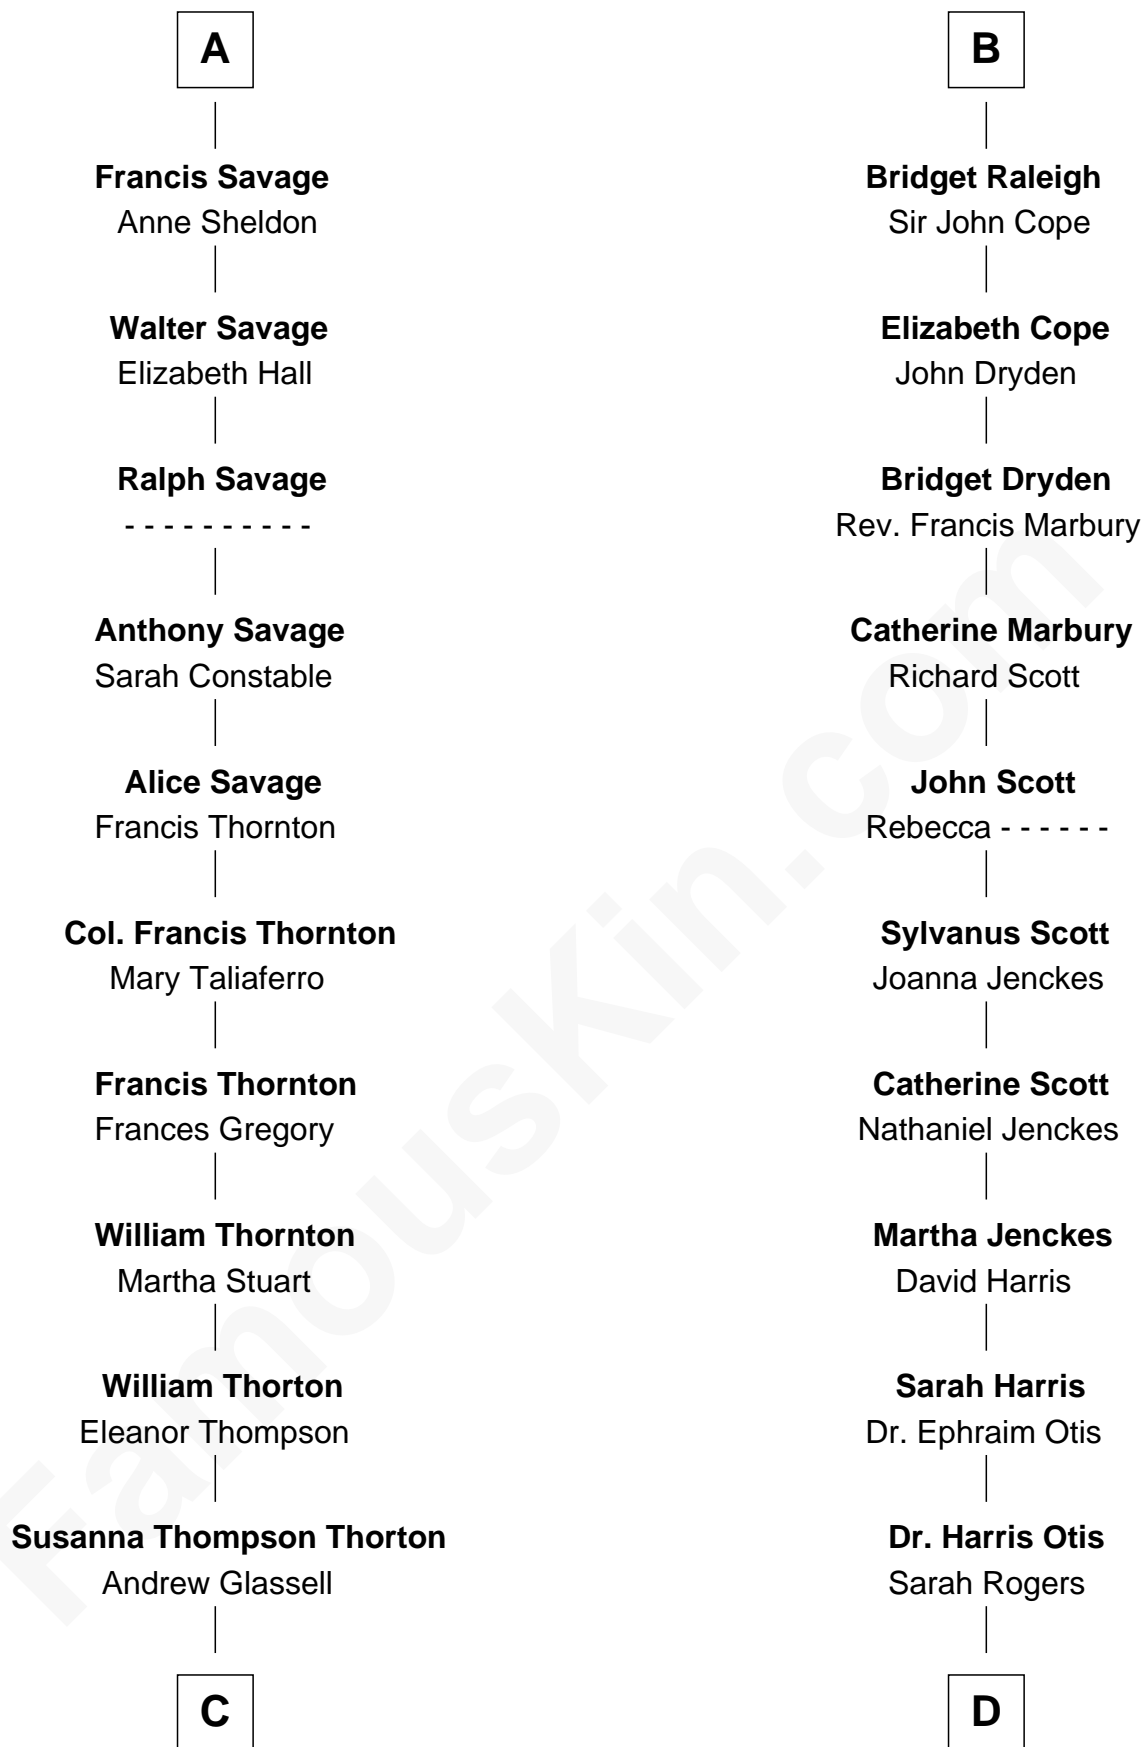 A
Francis Savage
Anne Sheldon
Walter Savage
Elizabeth Hall
Ralph Savage
- - - - - - - - - -
Anthony Savage
Sarah Constable
Alice Savage
Francis Thornton
Col. Francis Thornton
Mary Taliaferro
Francis Thornton
Frances Gregory
William Thornton
Martha Stuart
William Thorton
Eleanor Thompson
Susanna Thompson Thorton
Andrew Glassell
C
B
Bridget Raleigh
Sir John Cope
Elizabeth Cope
John Dryden
Bridget Dryden
Rev. Francis Marbury
Catherine Marbury
Richard Scott
John Scott
Rebecca - - - - - -
Sylvanus Scott
Joanna Jenckes
Catherine Scott
Nathaniel Jenckes
Martha Jenckes
David Harris
Sarah Harris
Dr. Ephraim Otis
Dr. Harris Otis
Sarah Rogers
D
FamousKin.com